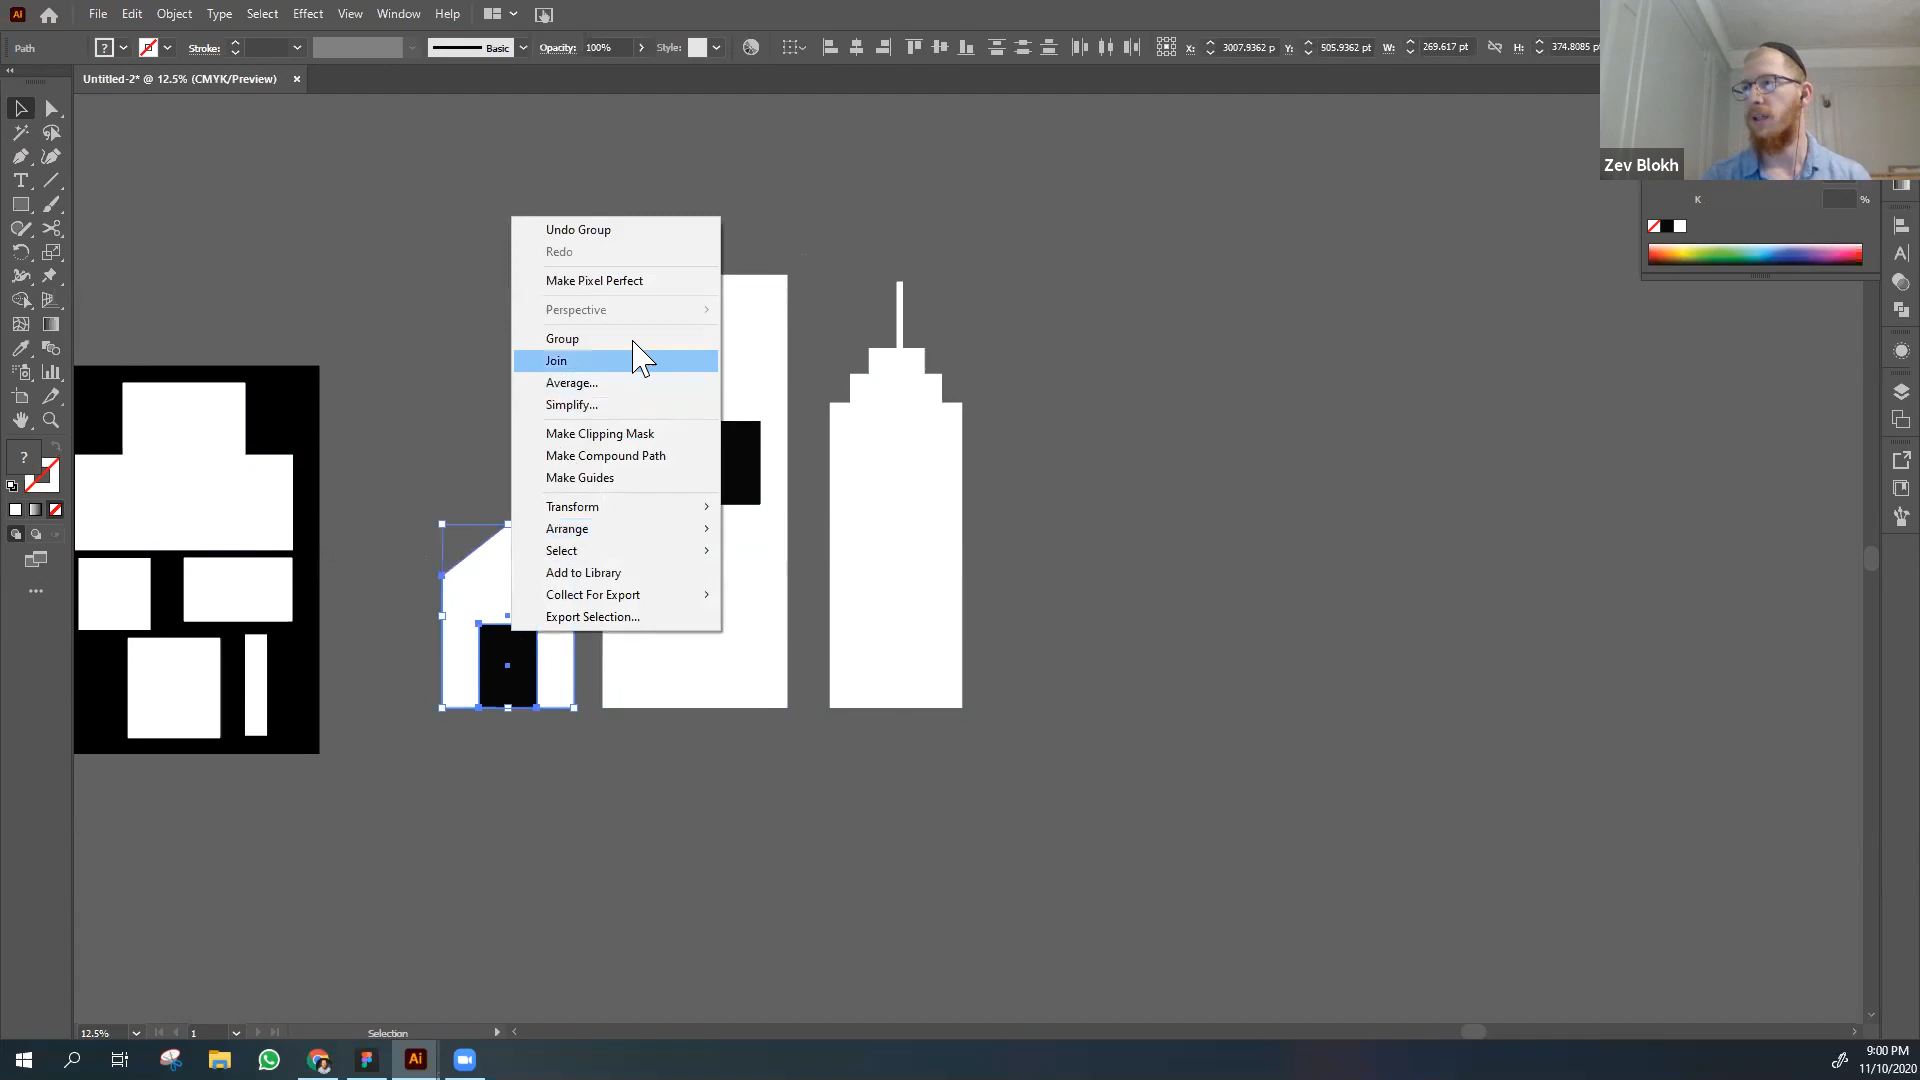 Ai File Edit Object Type Select Effect View Window Help
Path ? Stroke: Basic Opacity: 100% Style: X: 3007.9362 p Y: 505.9362 pt W: 269.617 pt H: 374.8085 pt
Untitled-2* @ 12.5% (CMYK/Preview) ×
Zev Blokh
K %
Undo Group
Redo
Make Pixel Perfect
Perspective
Group
Join
Average...
Simplify...
Make Clipping Mask
Make Compound Path
Make Guides
Transform
Arrange
Select
Add to Library
Collect For Export
Export Selection...
?
12.5% 1 Selection
Ai
9:00 PM
11/10/2020